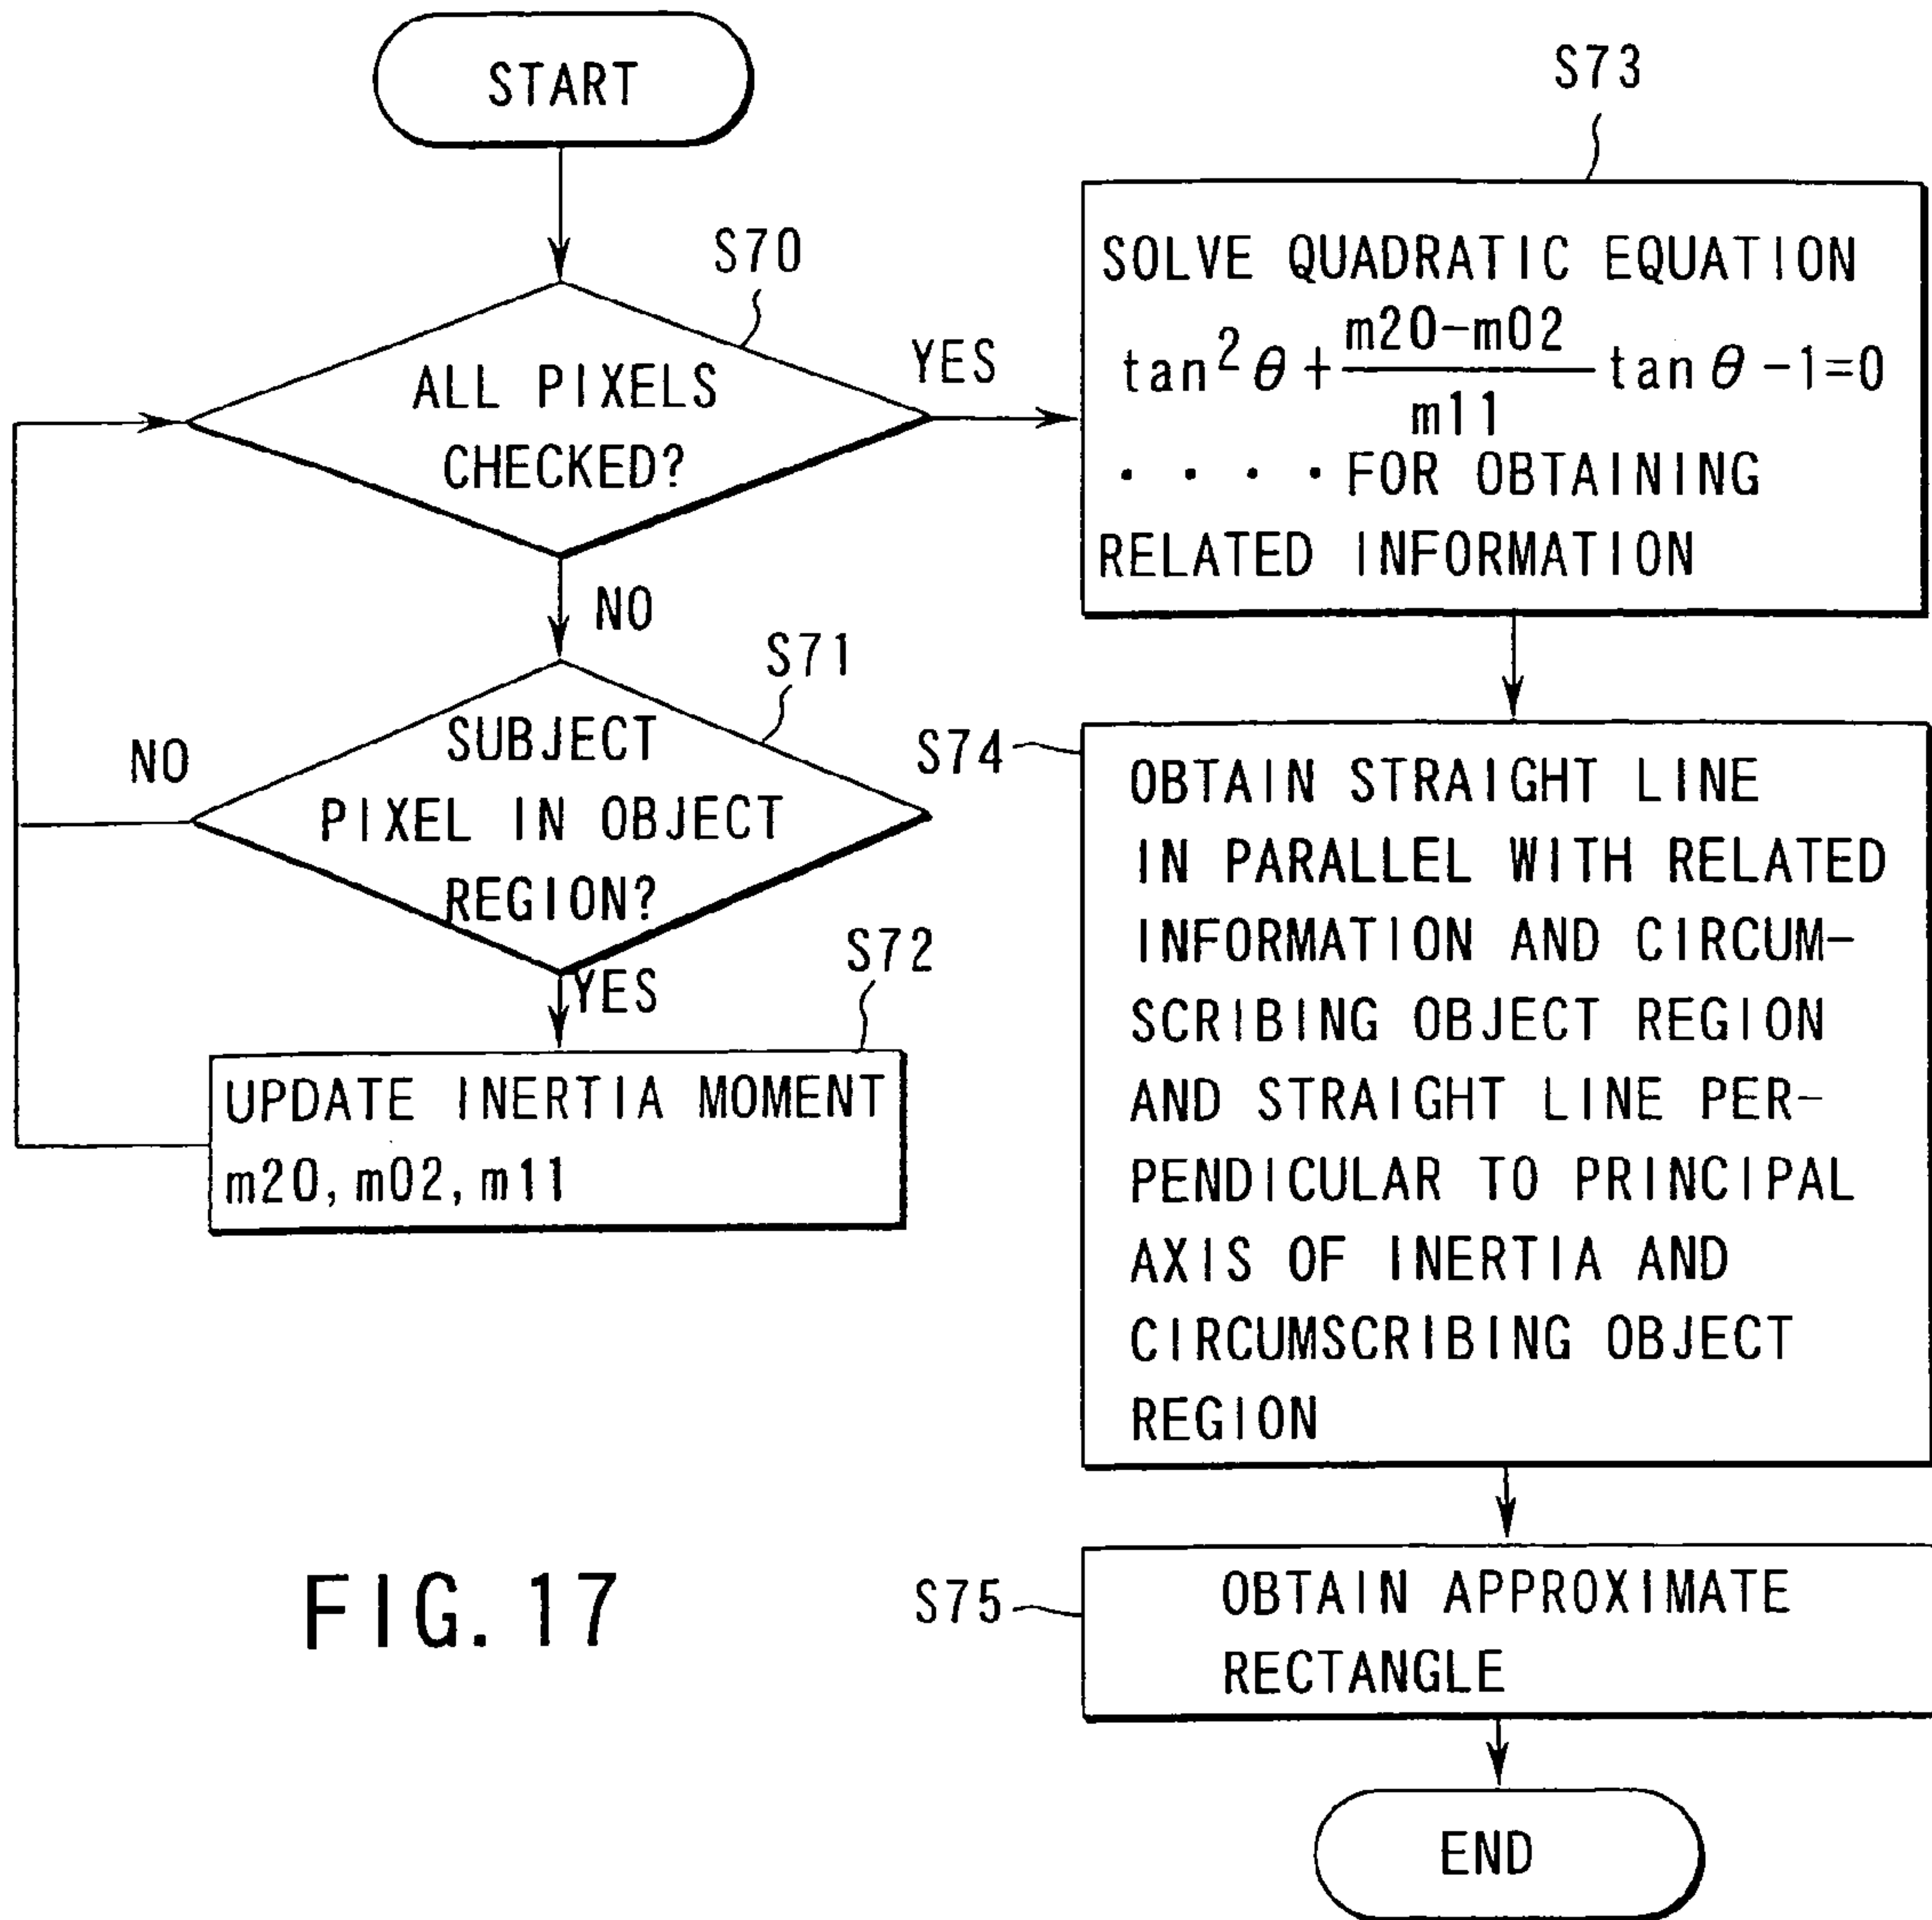 START
S70
ALL PIXELS
CHECKED?
YES
NO
S71
SUBJECT
PIXEL IN OBJECT
REGION?
NO
YES
S72
UPDATE INERTIA MOMENT
m20, m02, m11
S73
SOLVE QUADRATIC EQUATION
tan²θ + (m20-m02)/m11 tanθ -1=0
・・・・FOR OBTAINING
RELATED INFORMATION
S74
OBTAIN STRAIGHT LINE
IN PARALLEL WITH RELATED
INFORMATION AND CIRCUM-
SCRIBING OBJECT REGION
AND STRAIGHT LINE PER-
PENDICULAR TO PRINCIPAL
AXIS OF INERTIA AND
CIRCUMSCRIBING OBJECT
REGION
S75
OBTAIN APPROXIMATE
RECTANGLE
END
FIG. 17